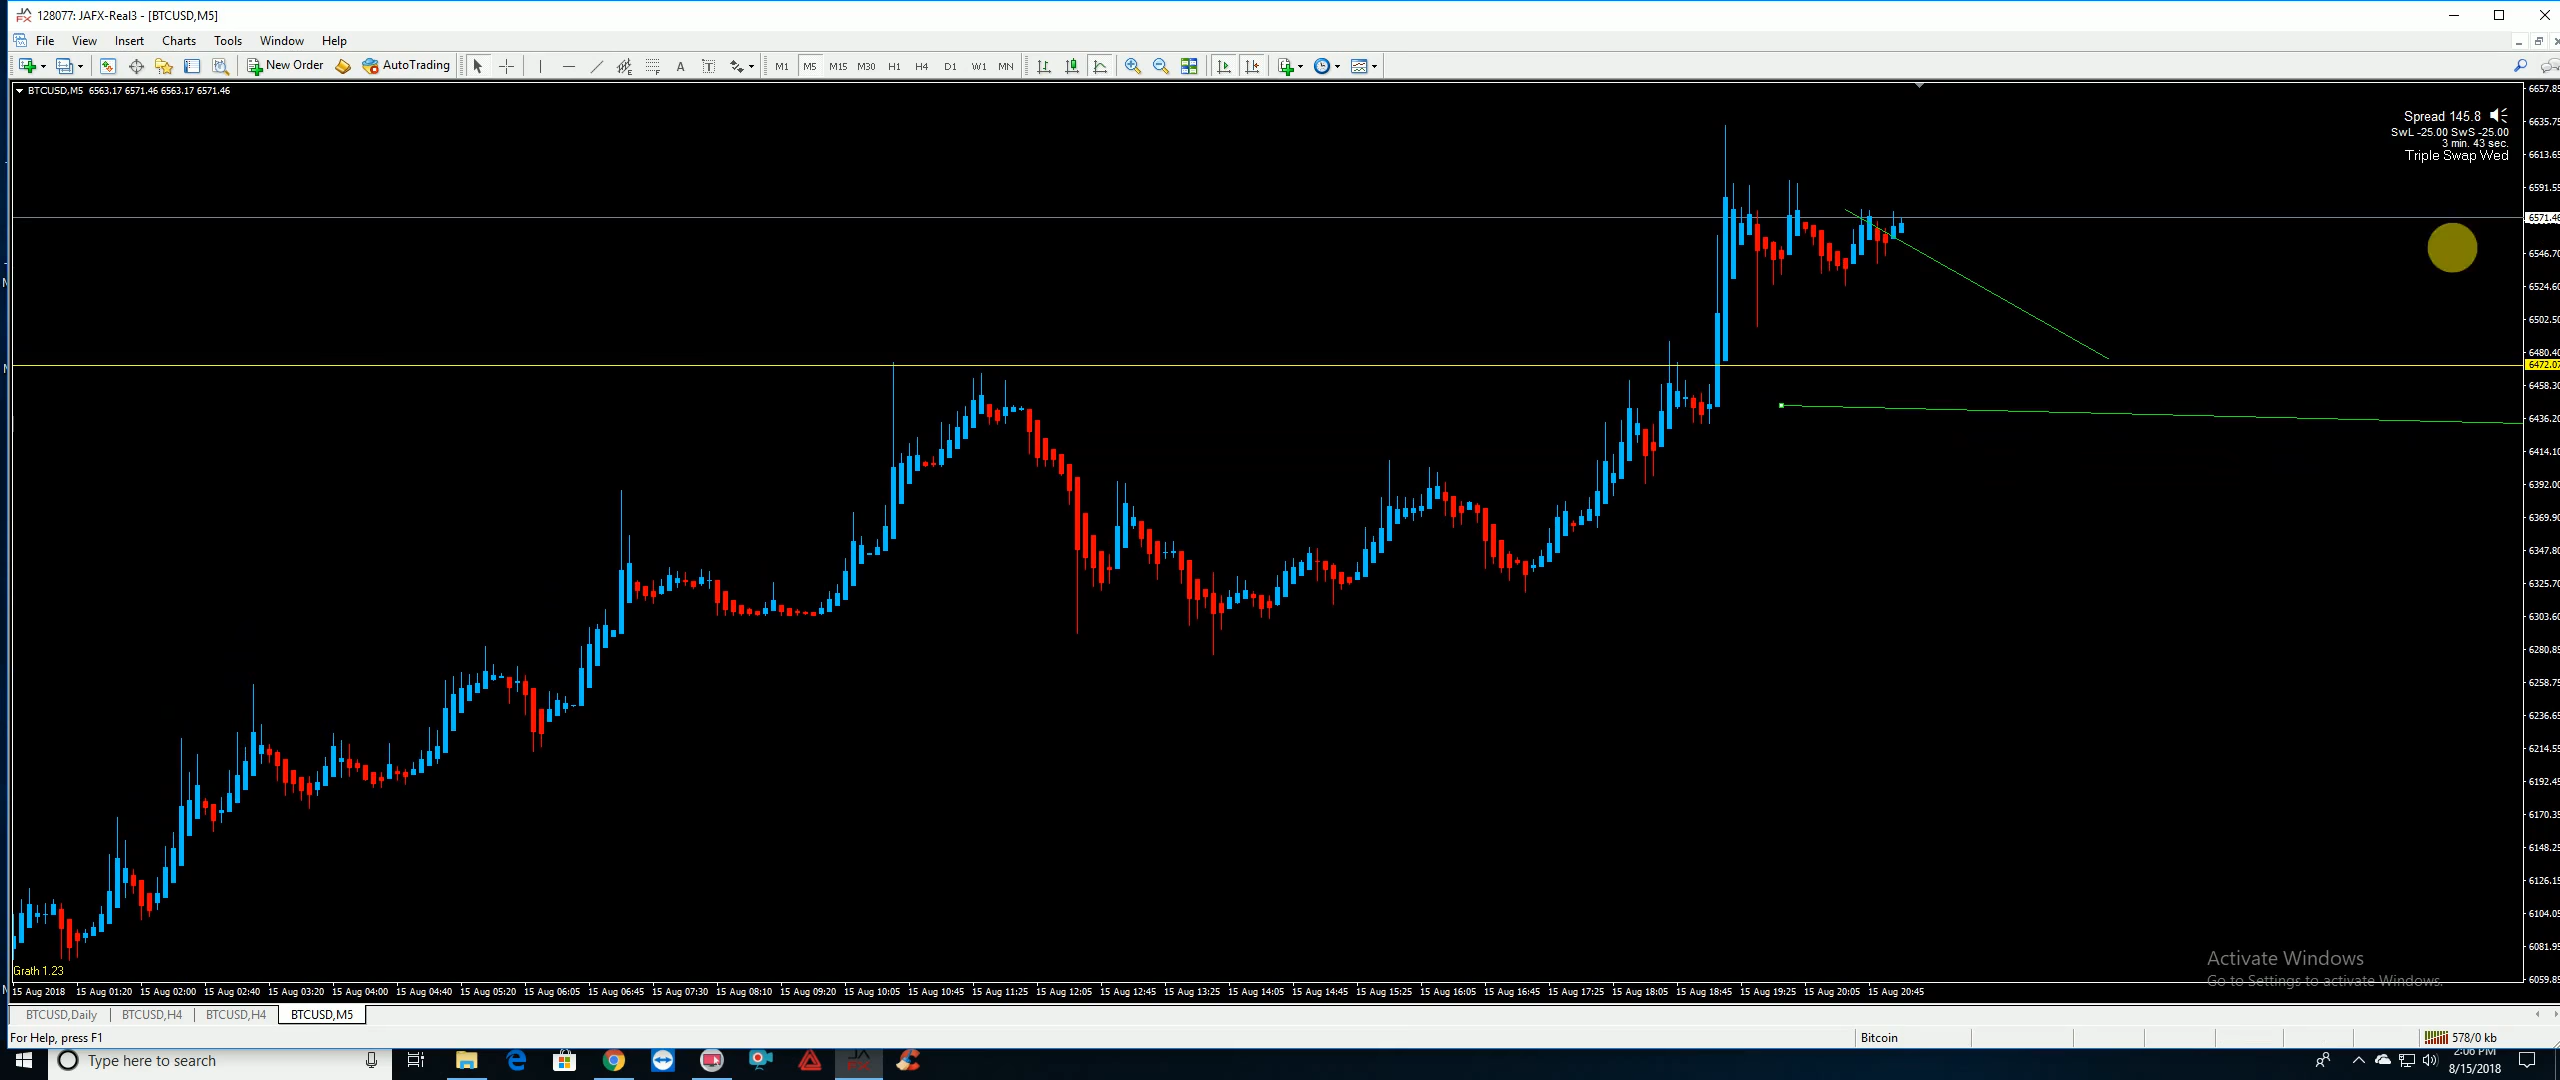 128077: JAFX-Real3 - [BTCUSD,M5]
File View Insert Charts Tools Window Help
New Order AutoTrading A T M1 M5 M15 M30 H1 H4 D1 W1 MN
BTCUSD,M5 6563.17 6571.46 6563.17 6571.46
Spread 145.8
SwL -25.00 SwS -25.00
3 min. 43 sec.
Triple Swap Wed
6657.85
6635.75
6613.65
6591.55
6571.46
6546.70
6524.60
6502.50
6480.40
6472.07
6458.30
6436.20
6414.10
6392.00
6369.90
6347.80
6325.70
6303.60
6280.85
6258.75
6236.65
6214.55
6192.45
6170.35
6148.25
6126.15
6104.05
6081.95
6059.85
Grath 1.23
Activate Windows
Go to Settings to activate Windows.
15 Aug 2018 15 Aug 01:20 15 Aug 02:00 15 Aug 02:40 15 Aug 03:20 15 Aug 04:00 15 Aug 04:40 15 Aug 05:20 15 Aug 06:05 15 Aug 06:45 15 Aug 07:30 15 Aug 08:10 15 Aug 09:20 15 Aug 10:05 15 Aug 10:45 15 Aug 11:25 15 Aug 12:05 15 Aug 12:45 15 Aug 13:25 15 Aug 14:05 15 Aug 14:45 15 Aug 15:25 15 Aug 16:05 15 Aug 16:45 15 Aug 17:25 15 Aug 18:05 15 Aug 18:45 15 Aug 19:25 15 Aug 20:05 15 Aug 20:45
BTCUSD,Daily BTCUSD,H4 BTCUSD,H4 BTCUSD,M5
For Help, press F1 Bitcoin 578/0 kb
Type here to search
2:06 PM
8/15/2018